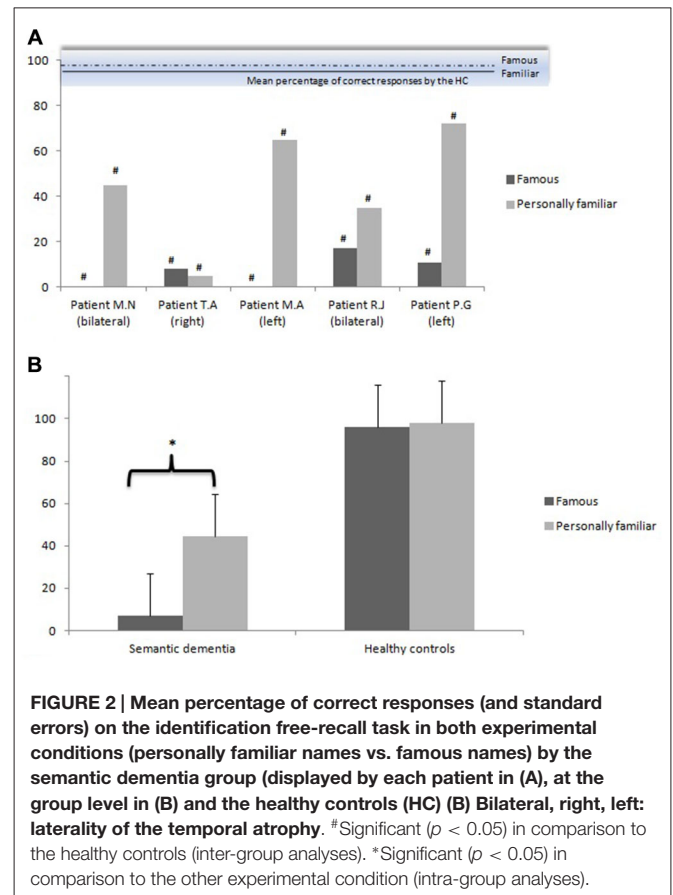 A
100
80
60
40
20
0
Famous
Familiar
Mean percentage of correct responses by the HC
#
#
#
#
#
#
#
#
#
#
Famous
Personally familiar
Patient M.N
(bilateral)
Patient T.A
(right)
Patient M.A
(left)
Patient R.J
(bilateral)
Patient P.G
(left)
B
100
80
60
40
20
0
*
Famous
Personally familiar
Semantic dementia
Healthy controls
FIGURE 2 | Mean percentage of correct responses (and standard
errors) on the identification free-recall task in both experimental
conditions (personally familiar names vs. famous names) by the
semantic dementia group (displayed by each patient in (A), at the
group level in (B) and the healthy controls (HC) (B) Bilateral, right, left:
laterality of the temporal atrophy. #Significant (p < 0.05) in comparison to
the healthy controls (inter-group analyses). *Significant (p < 0.05) in
comparison to the other experimental condition (intra-group analyses).